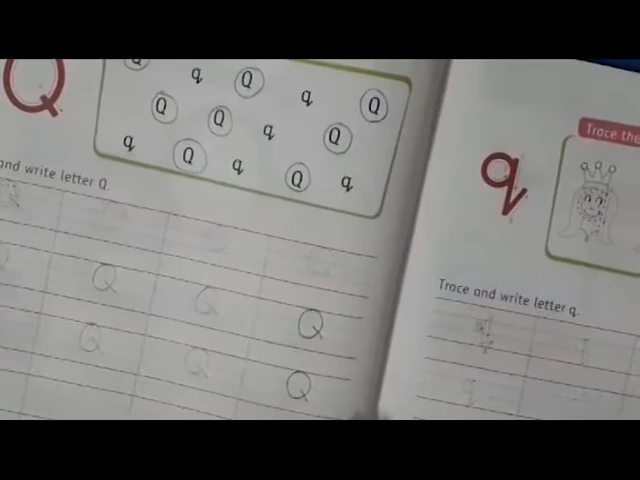 Q
Q q Q q Q
Q Q q Q
q Q q Q q
and write letter Q.
Q
Q Q Q
Q Q Q
q
Trace the
Trace and write letter q.